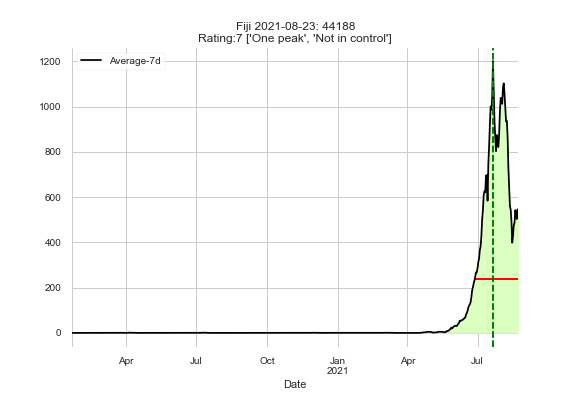 Fiji 2021-08-23: 44188
Rating:7 ['One peak', 'Not in control']
Average-7d
1200
1000
800
600
400
200
0
Apr Jul Oct Jan Apr Jul
2021
Date